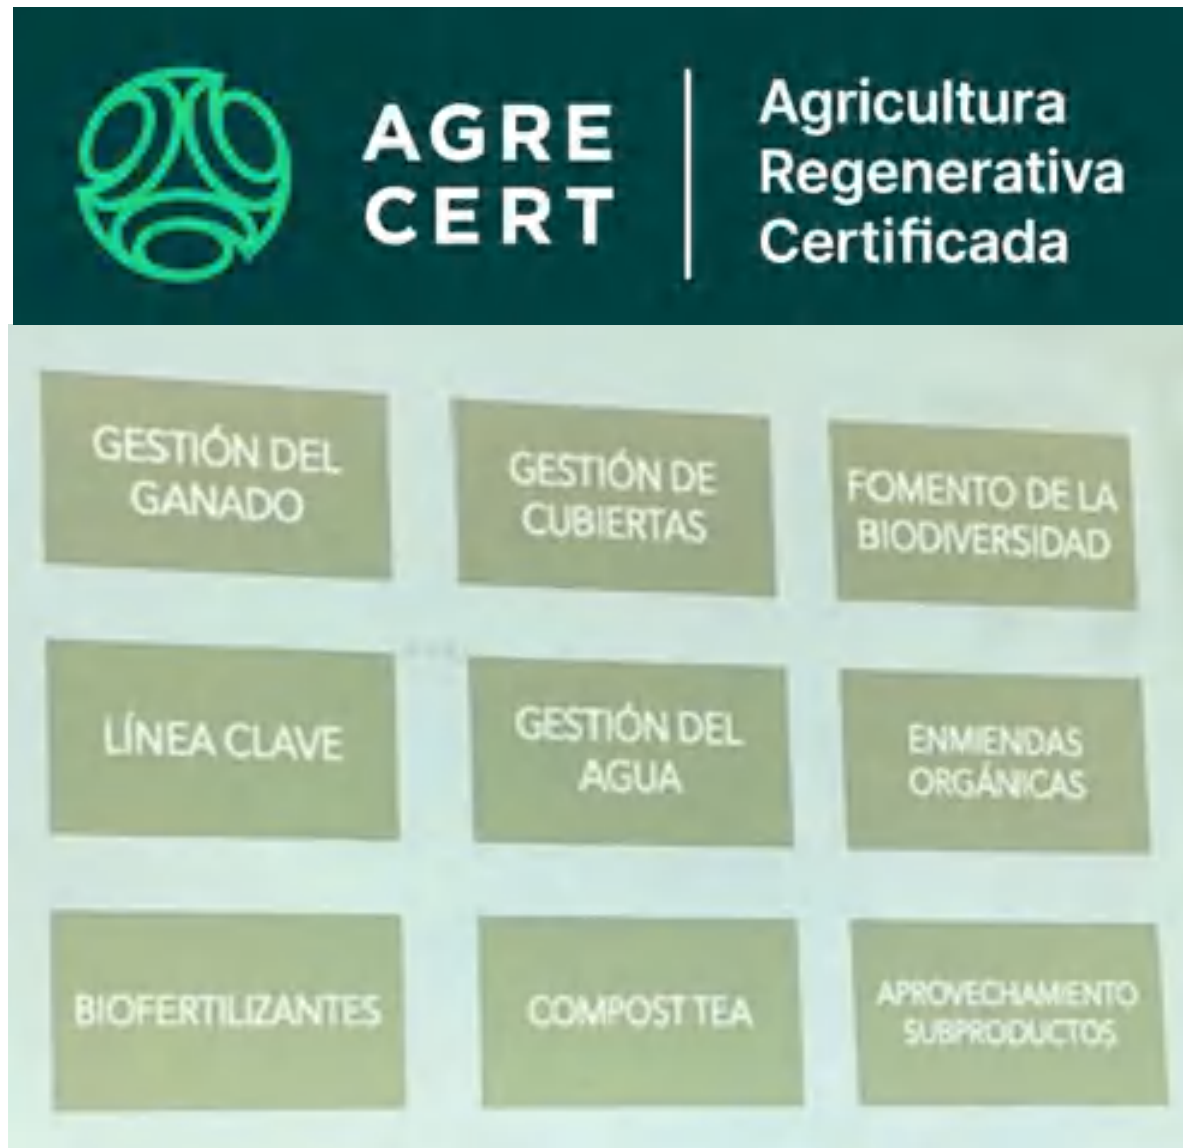 AGRE
CERT
Agricultura
Regenerativa
Certificada
GESTIÓN DEL
GANADO
GESTIÓN DE
CUBIERTAS
FOMENTO DE LA
BIODIVERSIDAD
LÍNEA CLAVE
GESTIÓN DEL
AGUA
ENMIENDAS
ORGÁNICAS
BIOFERTILIZANTES
COMPOST TEA
APROVECHAMIENTO
SUBPRODUCTOS